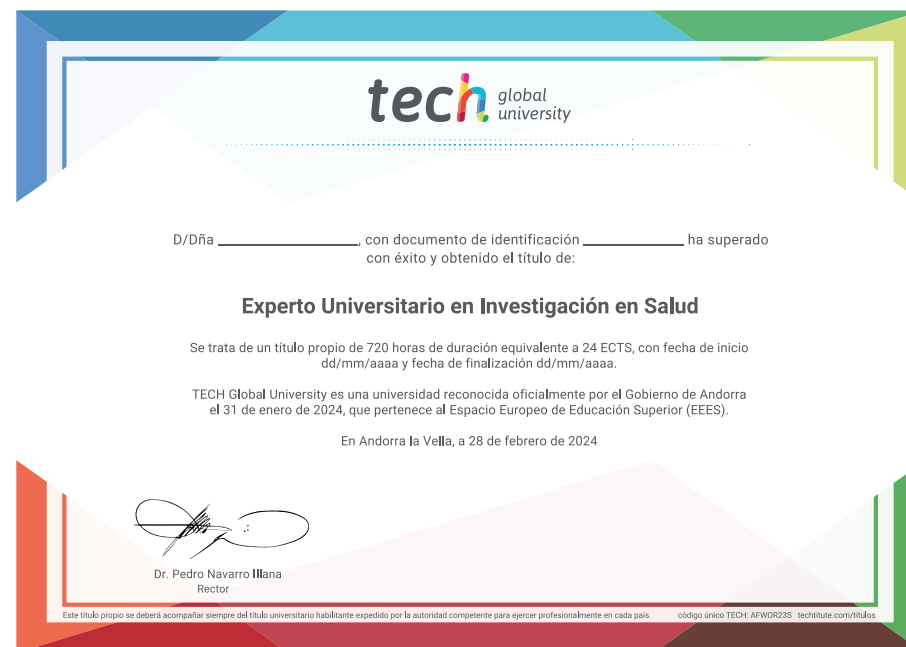 tech global university
D/Dña ____________________, con documento de identificación ______________ ha superado
con éxito y obtenido el título de:
Experto Universitario en Investigación en Salud
Se trata de un título propio de 720 horas de duración equivalente a 24 ECTS, con fecha de inicio
dd/mm/aaaa y fecha de finalización dd/mm/aaaa.
TECH Global University es una universidad reconocida oficialmente por el Gobierno de Andorra
el 31 de enero de 2024, que pertenece al Espacio Europeo de Educación Superior (EEES).
En Andorra la Vella, a 28 de febrero de 2024
Dr. Pedro Navarro Illana
Rector
Este título propio se deberá acompañar siempre del título universitario habilitante expedido por la autoridad competente para ejercer profesionalmente en cada país. código único TECH: AFWOR23S techtitute.com/titulos